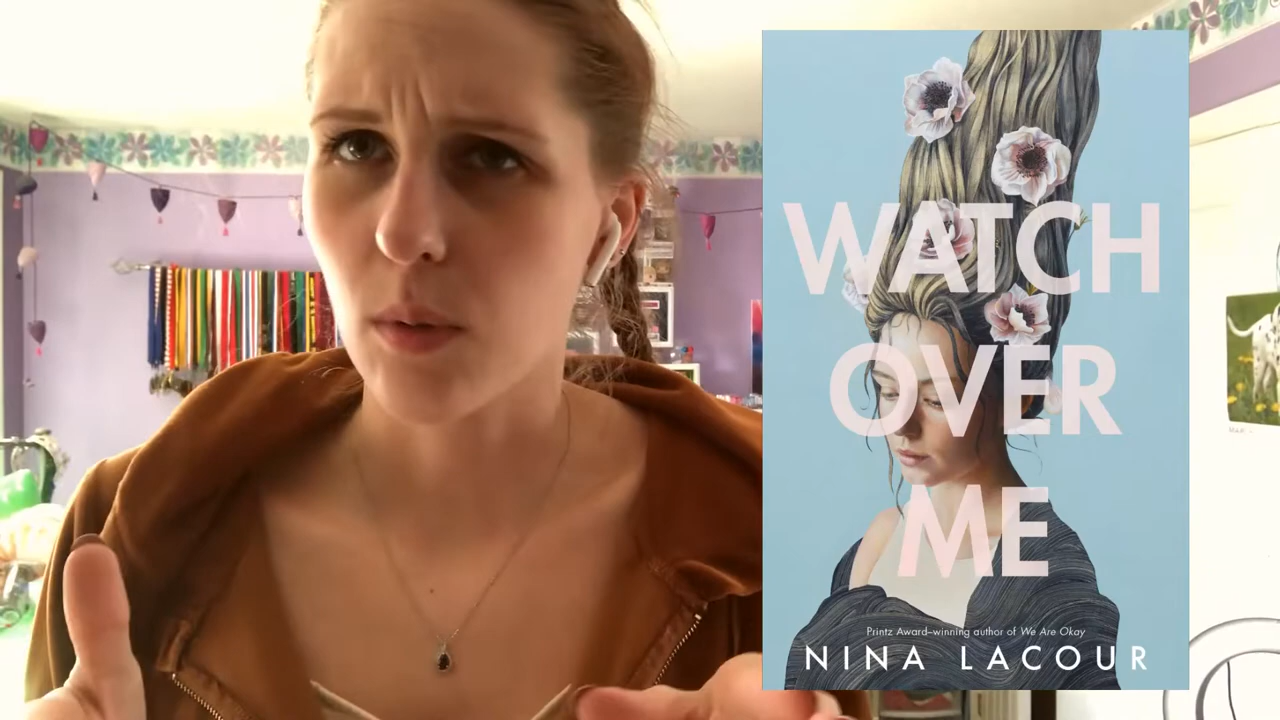 WATCH
OVER
ME
Printz Award–winning author of We Are Okay
NINA LACOUR